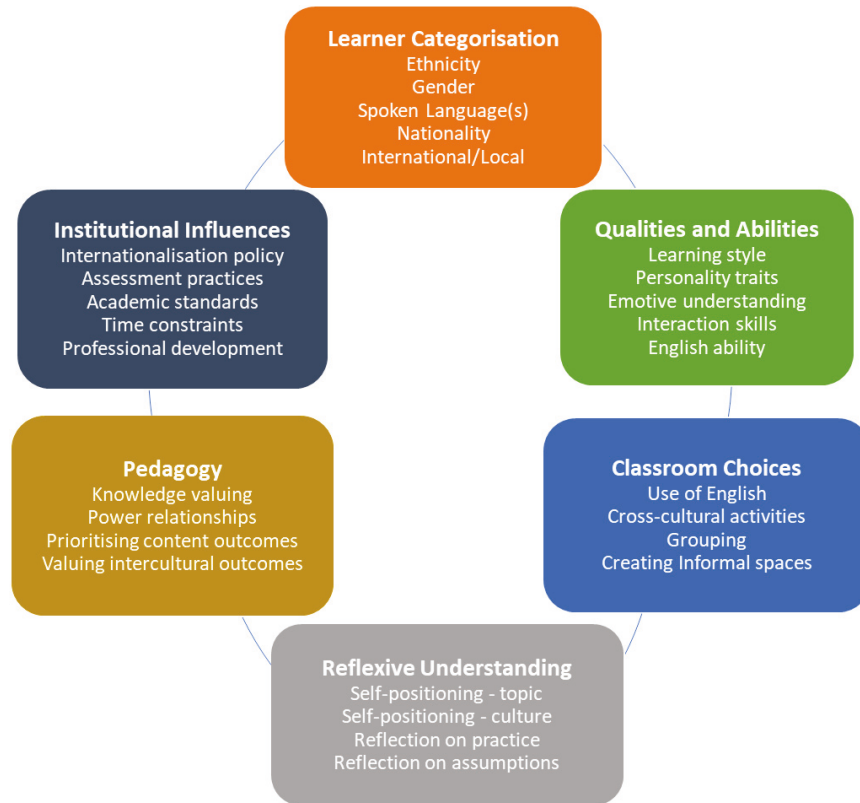 Learner Categorisation
Ethnicity
Gender
Spoken Language(s)
Nationality
International/Local
Institutional Influences
Internationalisation policy
Assessment practices
Academic standards
Time constraints
Professional development
Qualities and Abilities
Learning style
Personality traits
Emotive understanding
Interaction skills
English ability
Pedagogy
Knowledge valuing
Power relationships
Prioritising content outcomes
Valuing intercultural outcomes
Classroom Choices
Use of English
Cross-cultural activities
Grouping
Creating Informal spaces
Reflexive Understanding
Self-positioning - topic
Self-positioning - culture
Reflection on practice
Reflection on assumptions